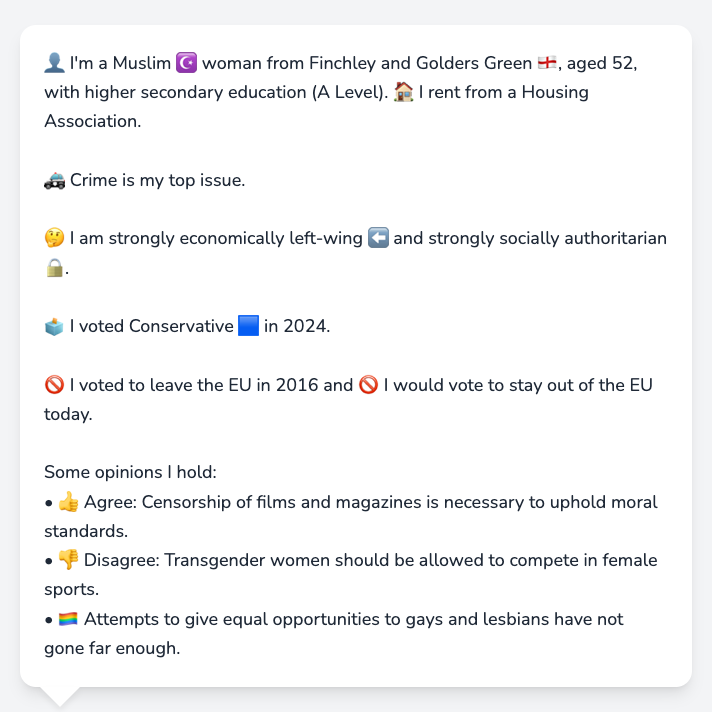 👤 I'm a Muslim ☪️ woman from Finchley and Golders Green 🏴󠁧󠁢󠁥󠁮󠁧󠁿, aged 52,
with higher secondary education (A Level). 🏠 I rent from a Housing
Association.
🚓 Crime is my top issue.
🤔 I am strongly economically left-wing ⬅️ and strongly socially authoritarian
🔒.
🗳️ I voted Conservative 🟦 in 2024.
🚫 I voted to leave the EU in 2016 and 🚫 I would vote to stay out of the EU
today.
Some opinions I hold:
• 👍 Agree: Censorship of films and magazines is necessary to uphold moral
standards.
• 👎 Disagree: Transgender women should be allowed to compete in female
sports.
• 🏳️‍🌈 Attempts to give equal opportunities to gays and lesbians have not
gone far enough.